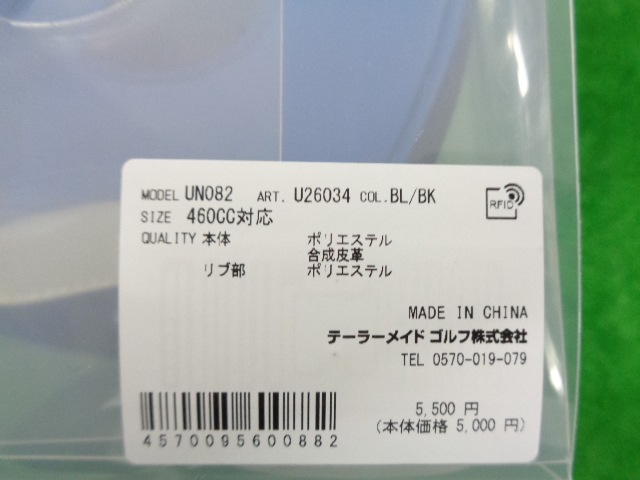 MODEL UN082 ART. U26034 COL. BL/BK
RFID
SIZE 460CC対応
QUALITY 本体 ポリエステル
合成皮革
リブ部 ポリエステル
MADE IN CHINA
テーラーメイド ゴルフ株式会社
TEL 0570-019-079
5,500 円
(本体価格 5,000 円)
4570095600882